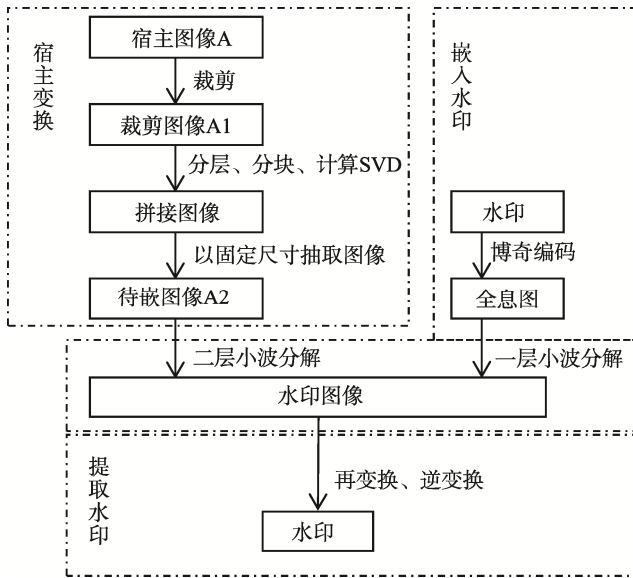 宿主变换
宿主图像A
裁剪
裁剪图像A1
分层、分块、计算SVD
拼接图像
以固定尺寸抽取图像
待嵌图像A2
嵌入水印
水印
博奇编码
全息图
二层小波分解
一层小波分解
水印图像
提取水印
再变换、逆变换
水印